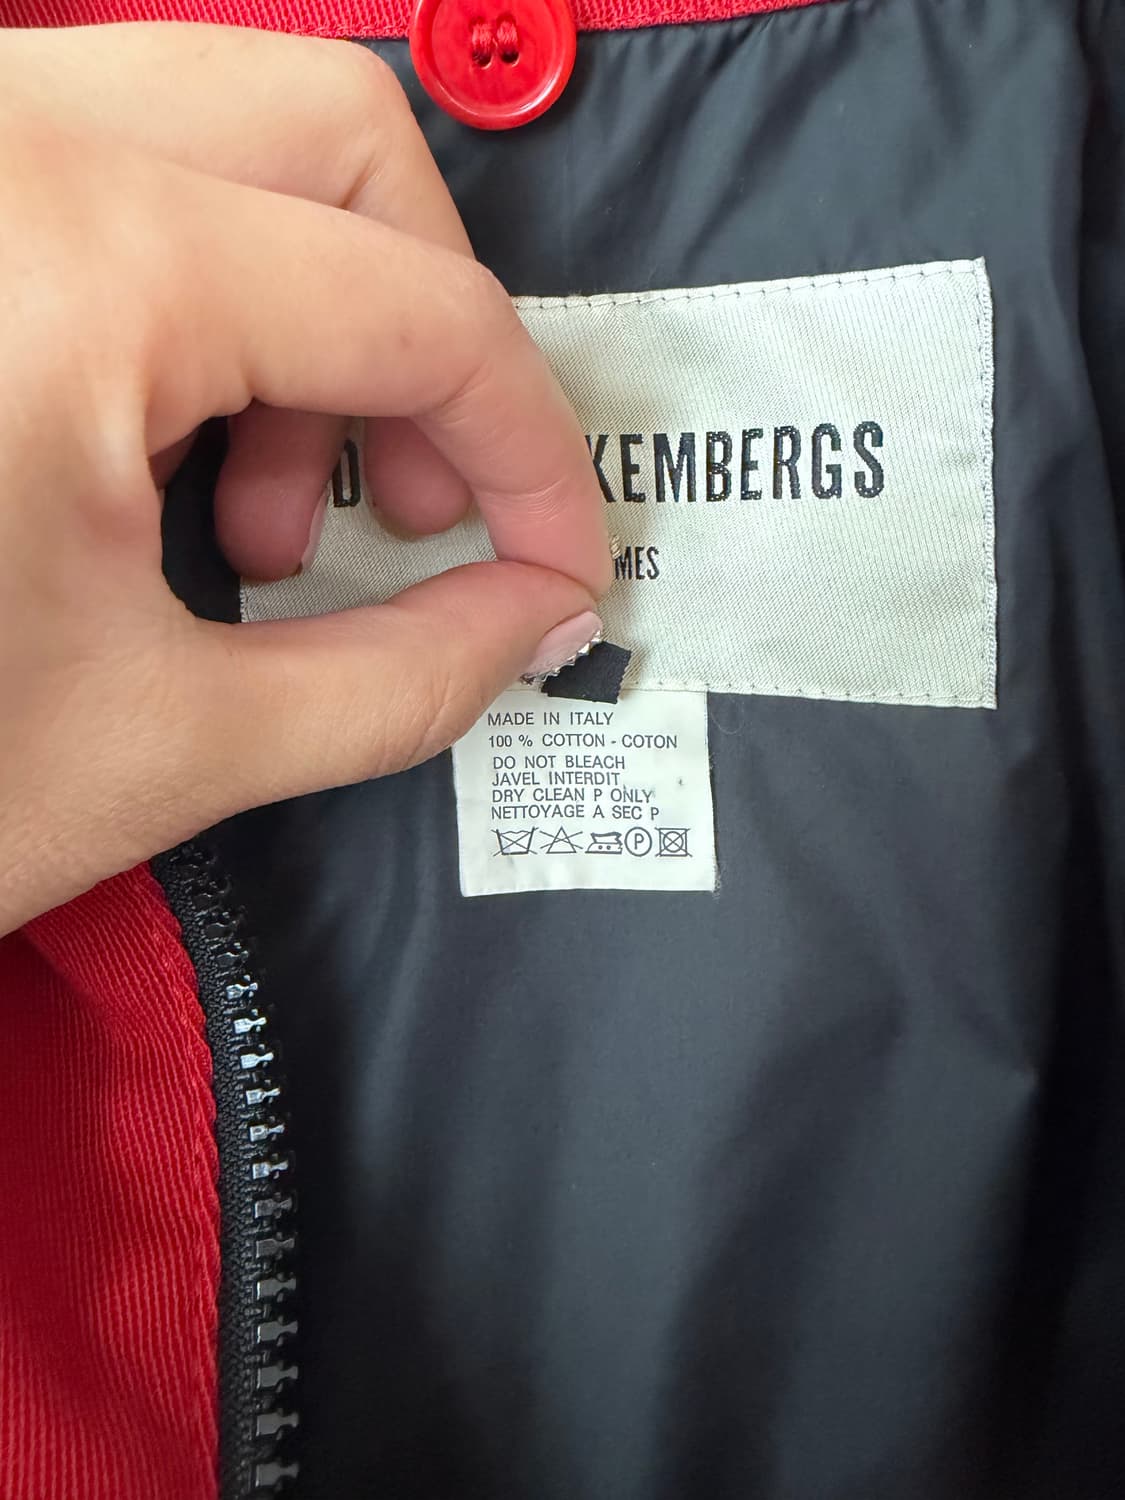 KEMBERGS
MES
MADE IN ITALY
100 % COTTON - COTON
DO NOT BLEACH
JAVEL INTERDIT
DRY CLEAN P ONLY
NETTOYAGE A SEC P
P